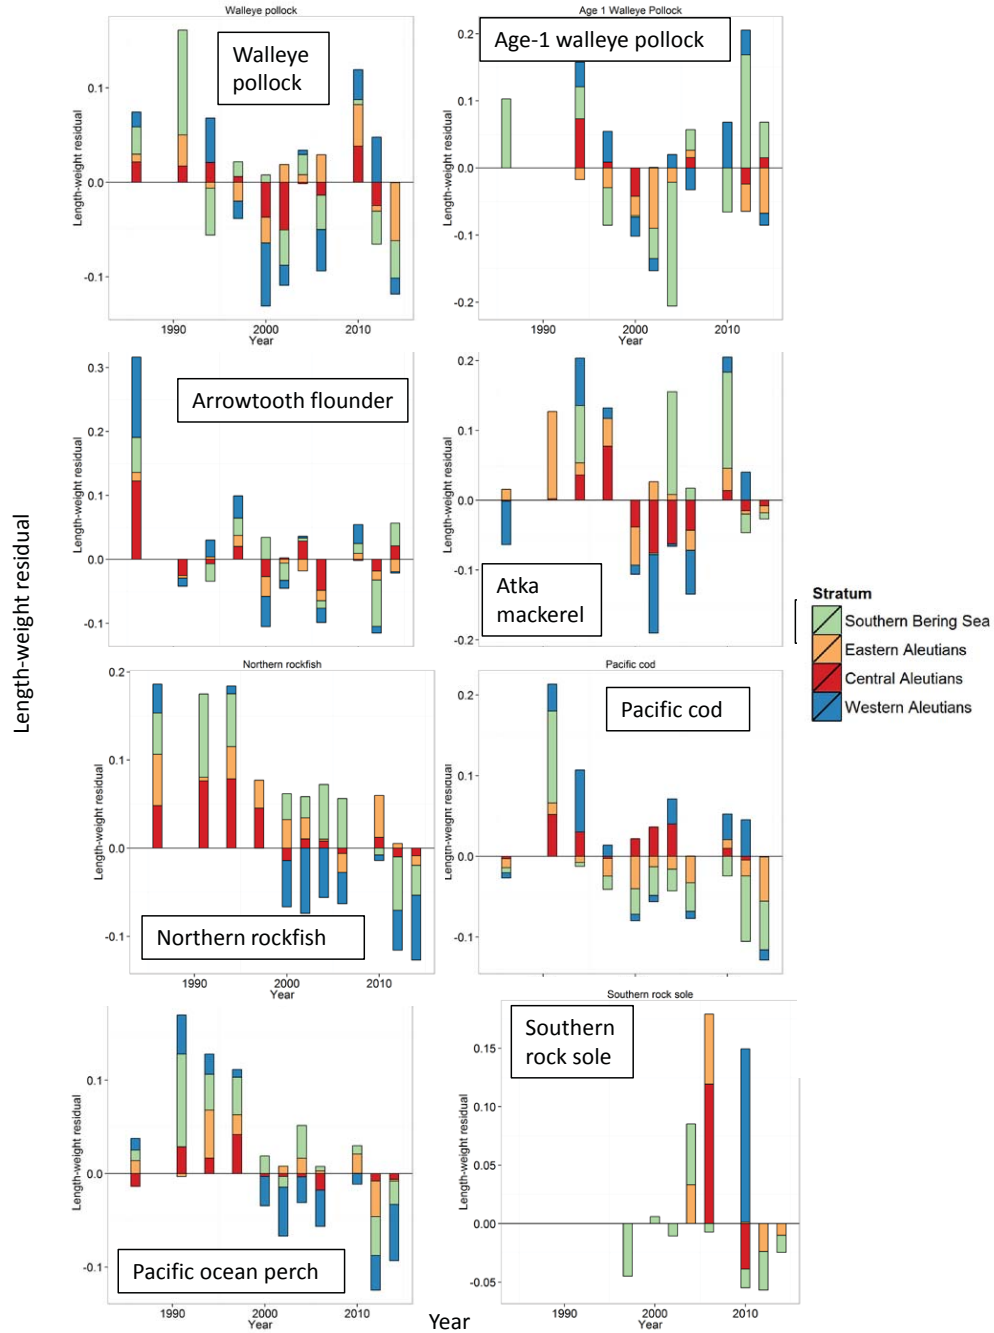 Walleye pollock
Age 1 Walleye Pollock
Walleye
pollock
Age-1 walleye pollock
Length-weight residual
0.1
0.0
-0.1
1990
2000
2010
Year
Length-weight residual
0.2
0.1
0.0
-0.1
-0.2
1990
2000
2010
Year
Arrowtooth flounder
Length-weight residual
0.3
0.2
0.1
0.0
-0.1
Atka
mackerel
Length-weight residual
0.2
0.1
0.0
-0.1
-0.2
Length-weight residual
Stratum
Southern Bering Sea
Eastern Aleutians
Central Aleutians
Western Aleutians
Northern rockfish
Northern rockfish
Length-weight residual
0.2
0.1
0.0
-0.1
1990
2000
2010
Year
Pacific cod
Pacific cod
Length-weight residual
0.2
0.1
0.0
-0.1
Pacific ocean perch
Length-weight residual
0.1
0.0
-0.1
1990
2000
2010
Year
Southern rock sole
Southern
rock sole
Length-weight residual
0.15
0.10
0.05
0.00
-0.05
1990
2000
2010
Year
Year